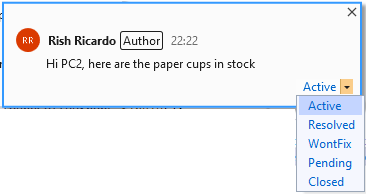 RR Rish Ricardo Author 22:22
Hi PC2, here are the paper cups in stock
Active
Active
Resolved
WontFix
Pending
Closed